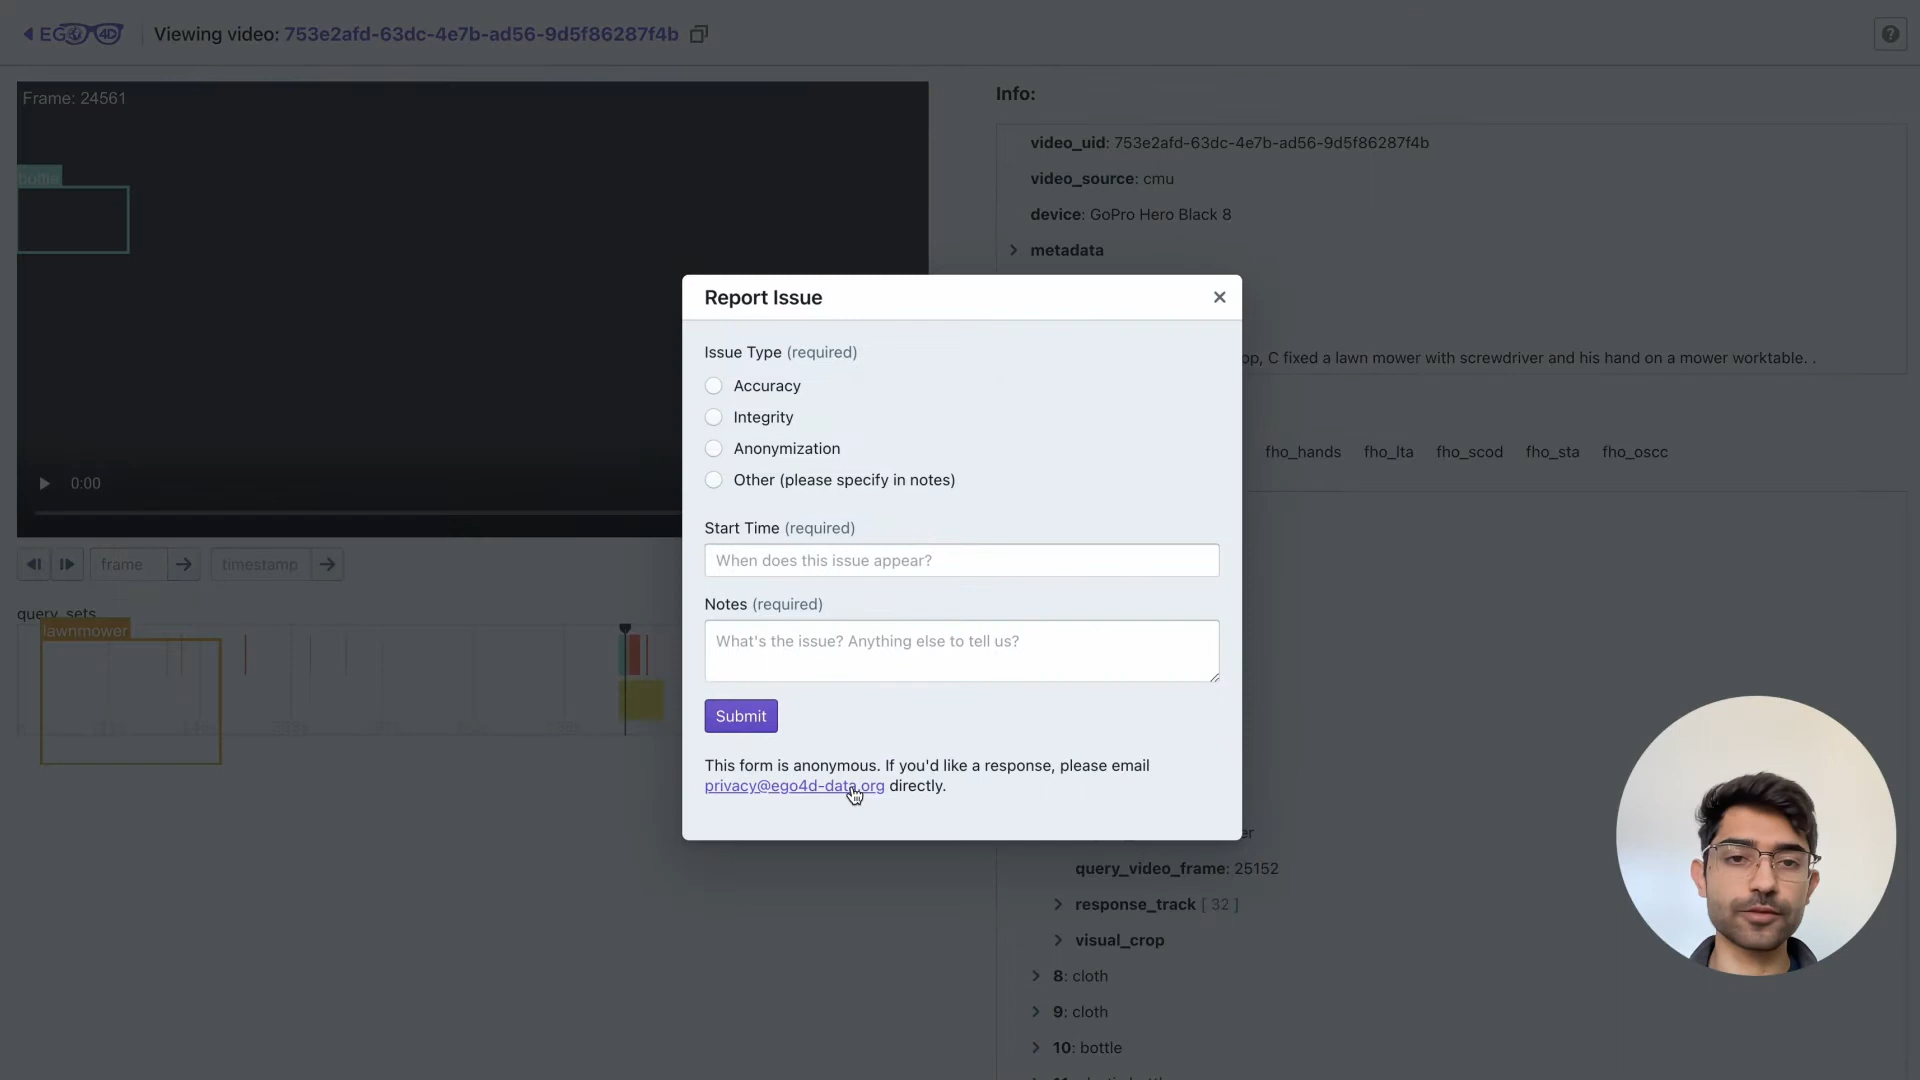 EGO4D
Viewing video: 753e2afd-63dc-4e7b-ad56-9d5f86287f4b
Frame: 24561
bottle
0:00
frame
timestamp
query_sets
lawnmower
Info:
video_uid: 753e2afd-63dc-4e7b-ad56-9d5f86287f4b
video_source: cmu
device: GoPro Hero Black 8
metadata
op, C fixed a lawn mower with screwdriver and his hand on a mower worktable. .
fho_hands fho_lta fho_scod fho_sta fho_oscc
Report Issue
Issue Type (required)
Accuracy
Integrity
Anonymization
Other (please specify in notes)
Start Time (required)
When does this issue appear?
Notes (required)
What's the issue? Anything else to tell us?
Submit
This form is anonymous. If you'd like a response, please email
privacy@ego4d-data.org directly.
er
query_video_frame: 25152
response_track [ 32 ]
visual_crop
8: cloth
9: cloth
10: bottle